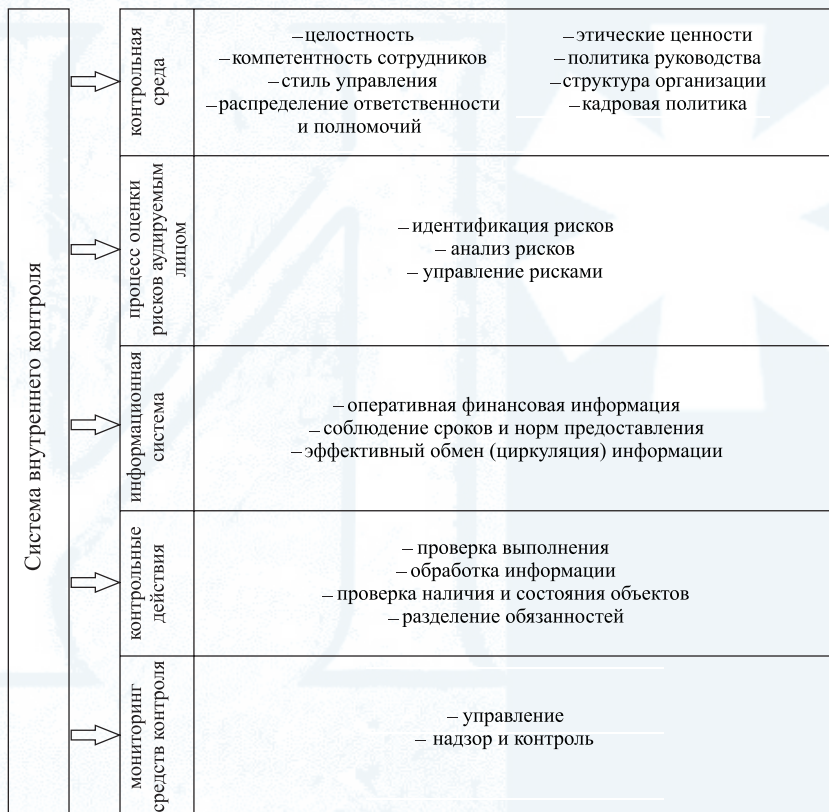 Система внутреннего контроля
контрольная
среда
– целостность
– компетентность сотрудников
– стиль управления
– распределение ответственности
и полномочий
– этические ценности
– политика руководства
– структура организации
– кадровая политика
процесс оценки
рисков аудируемым
лицом
– идентификация рисков
– анализ рисков
– управление рисками
информационная
система
– оперативная финансовая информация
– соблюдение сроков и норм предоставления
– эффективный обмен (циркуляция) информации
контрольные
действия
– проверка выполнения
– обработка информации
– проверка наличия и состояния объектов
– разделение обязанностей
мониторинг
средств контроля
– управление
– надзор и контроль